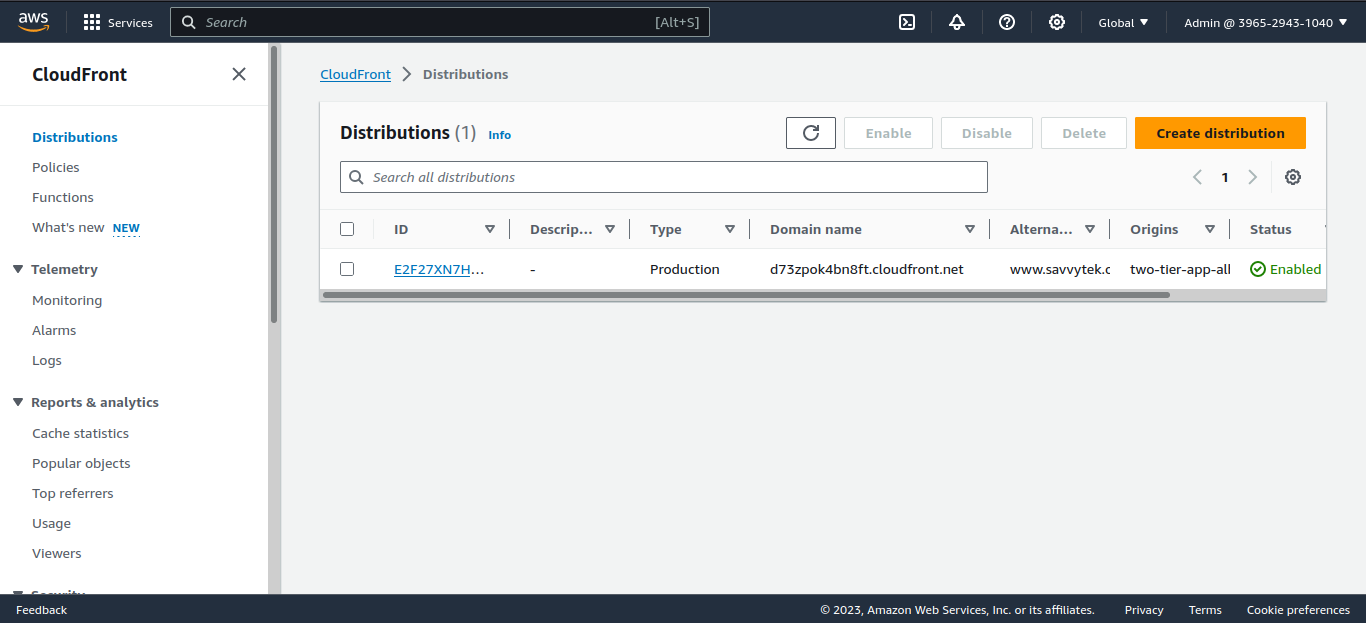 aws Services Search [Alt+S] Global Admin @ 3965-2943-1040
CloudFront
Distributions
Policies
Functions
What's new NEW
Telemetry
Monitoring
Alarms
Logs
Reports & analytics
Cache statistics
Popular objects
Top referrers
Usage
Viewers
Security
CloudFront Distributions
Distributions (1) Info Enable Disable Delete Create distribution
Search all distributions 1
ID Descrip... Type Domain name Alterna... Origins Status
E2F27XN7H... - Production d73zpok4bn8ft.cloudfront.net www.savvytek.c two-tier-app-all Enabled
Feedback © 2023, Amazon Web Services, Inc. or its affiliates. Privacy Terms Cookie preferences